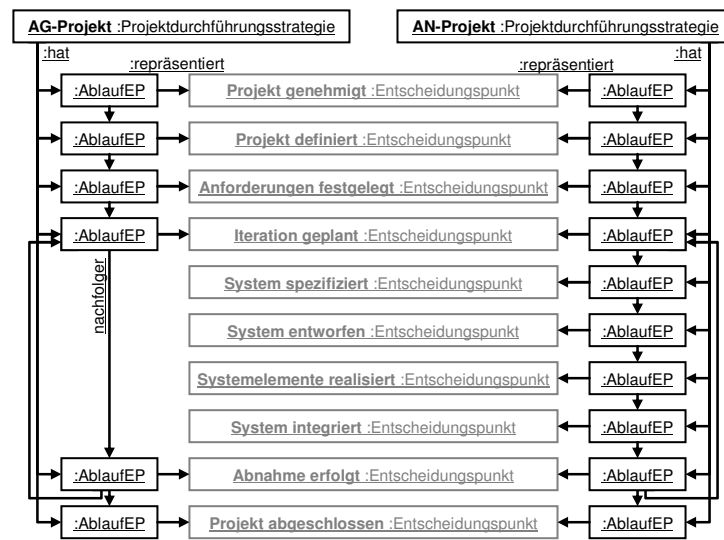 AG-Projekt :Projektdurchführungsstrategie
AN-Projekt :Projektdurchführungsstrategie
:hat
:repräsentiert
:repräsentiert
:hat
:AblaufEP
Projekt genehmigt :Entscheidungspunkt
:AblaufEP
:AblaufEP
Projekt definiert :Entscheidungspunkt
:AblaufEP
:AblaufEP
Anforderungen festgelegt :Entscheidungspunkt
:AblaufEP
:AblaufEP
Iteration geplant :Entscheidungspunkt
:AblaufEP
nachfolger
System spezifiziert :Entscheidungspunkt
:AblaufEP
System entworfen :Entscheidungspunkt
:AblaufEP
Systemelemente realisiert :Entscheidungspunkt
:AblaufEP
System integriert :Entscheidungspunkt
:AblaufEP
:AblaufEP
Abnahme erfolgt :Entscheidungspunkt
:AblaufEP
:AblaufEP
Projekt abgeschlossen :Entscheidungspunkt
:AblaufEP